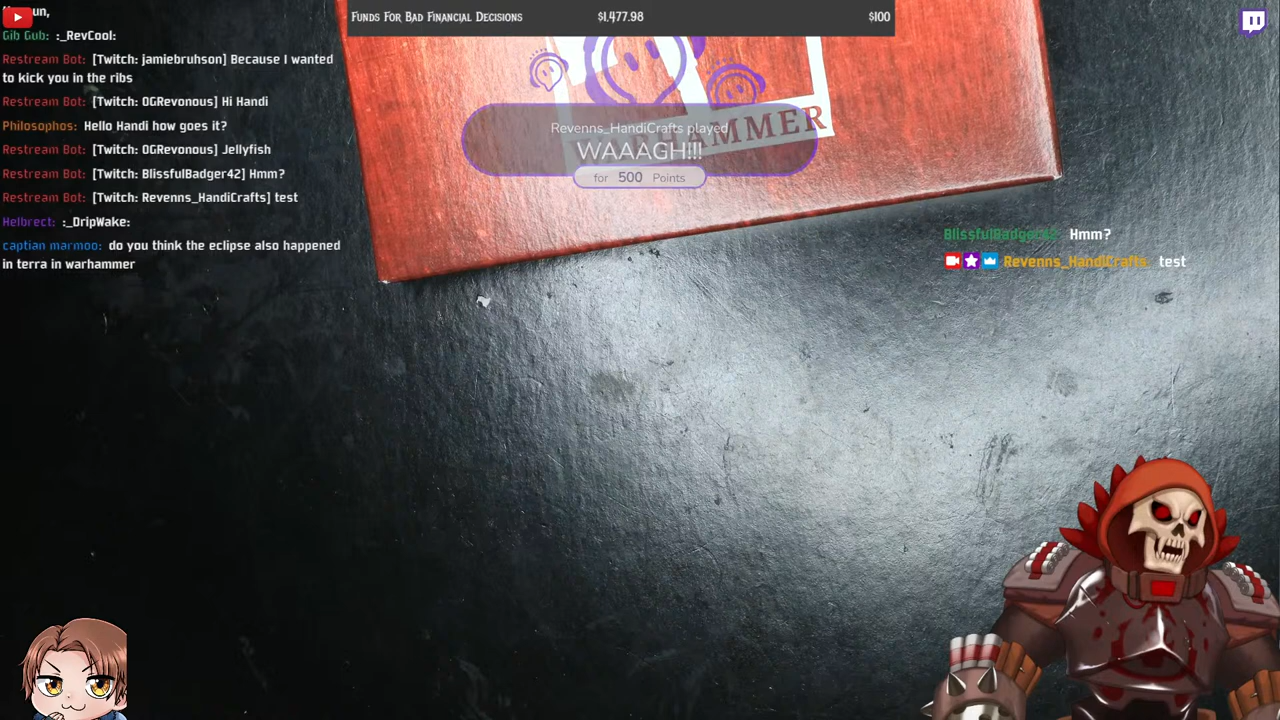 Funds For Bad Financial Decisions $1,477.98 $100
Gib Gub: :_RevCool:
Restream Bot: [Twitch: jamiebruhson] Because I wanted
to kick you in the ribs
Restream Bot: [Twitch: OGRevonous] Hi Handi
Philosophos: Hello Handi how goes it?
Restream Bot: [Twitch: OGRevonous] Jellyfish
Restream Bot: [Twitch: BlissfulBadger42] Hmm?
Restream Bot: [Twitch: Revenns_HandiCrafts] test
Helbrect: :_DripWake:
captian marmoo: do you think the eclipse also happened
in terra in warhammer
Revenns_HandiCrafts played
WAAAGH!!!
for 500 Points
BlissfulBadger42 Hmm?
Revenns_HandiCrafts test